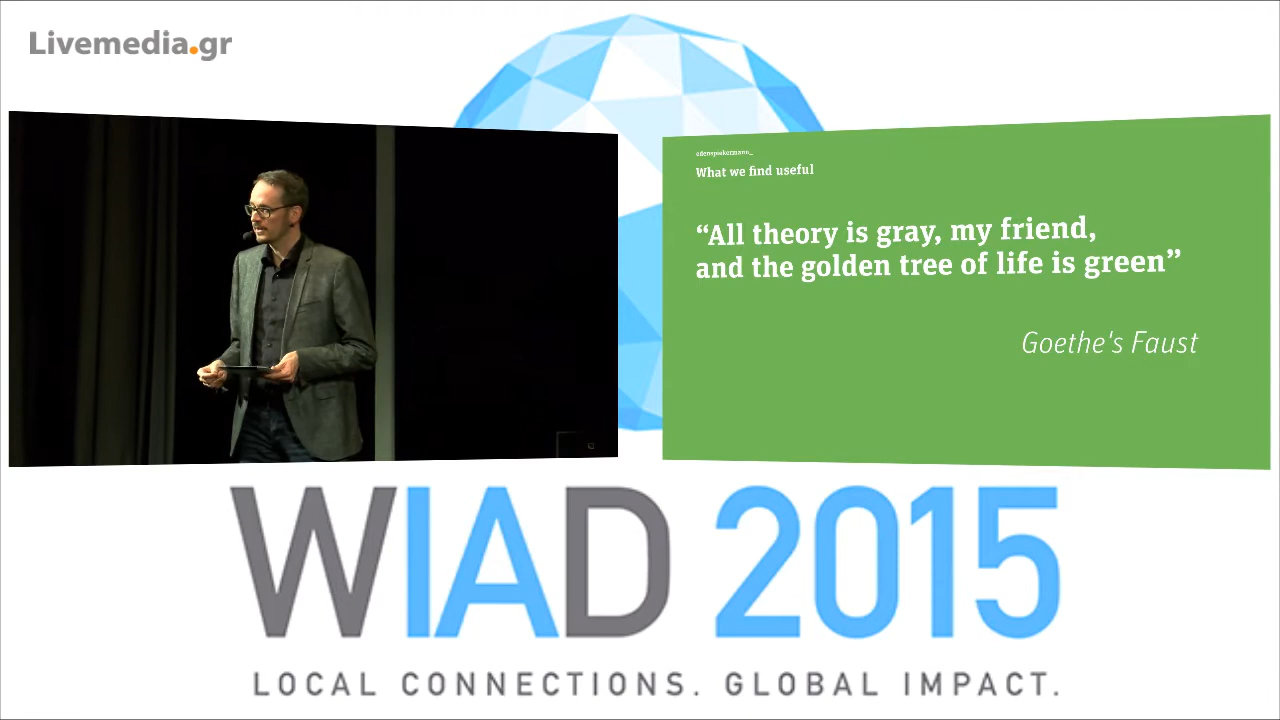 Livemedia.gr
edenspiekermann_
What we find useful
“All theory is gray, my friend,
and the golden tree of life is green”
Goethe's Faust
WIAD 2015
LOCAL CONNECTIONS. GLOBAL IMPACT.